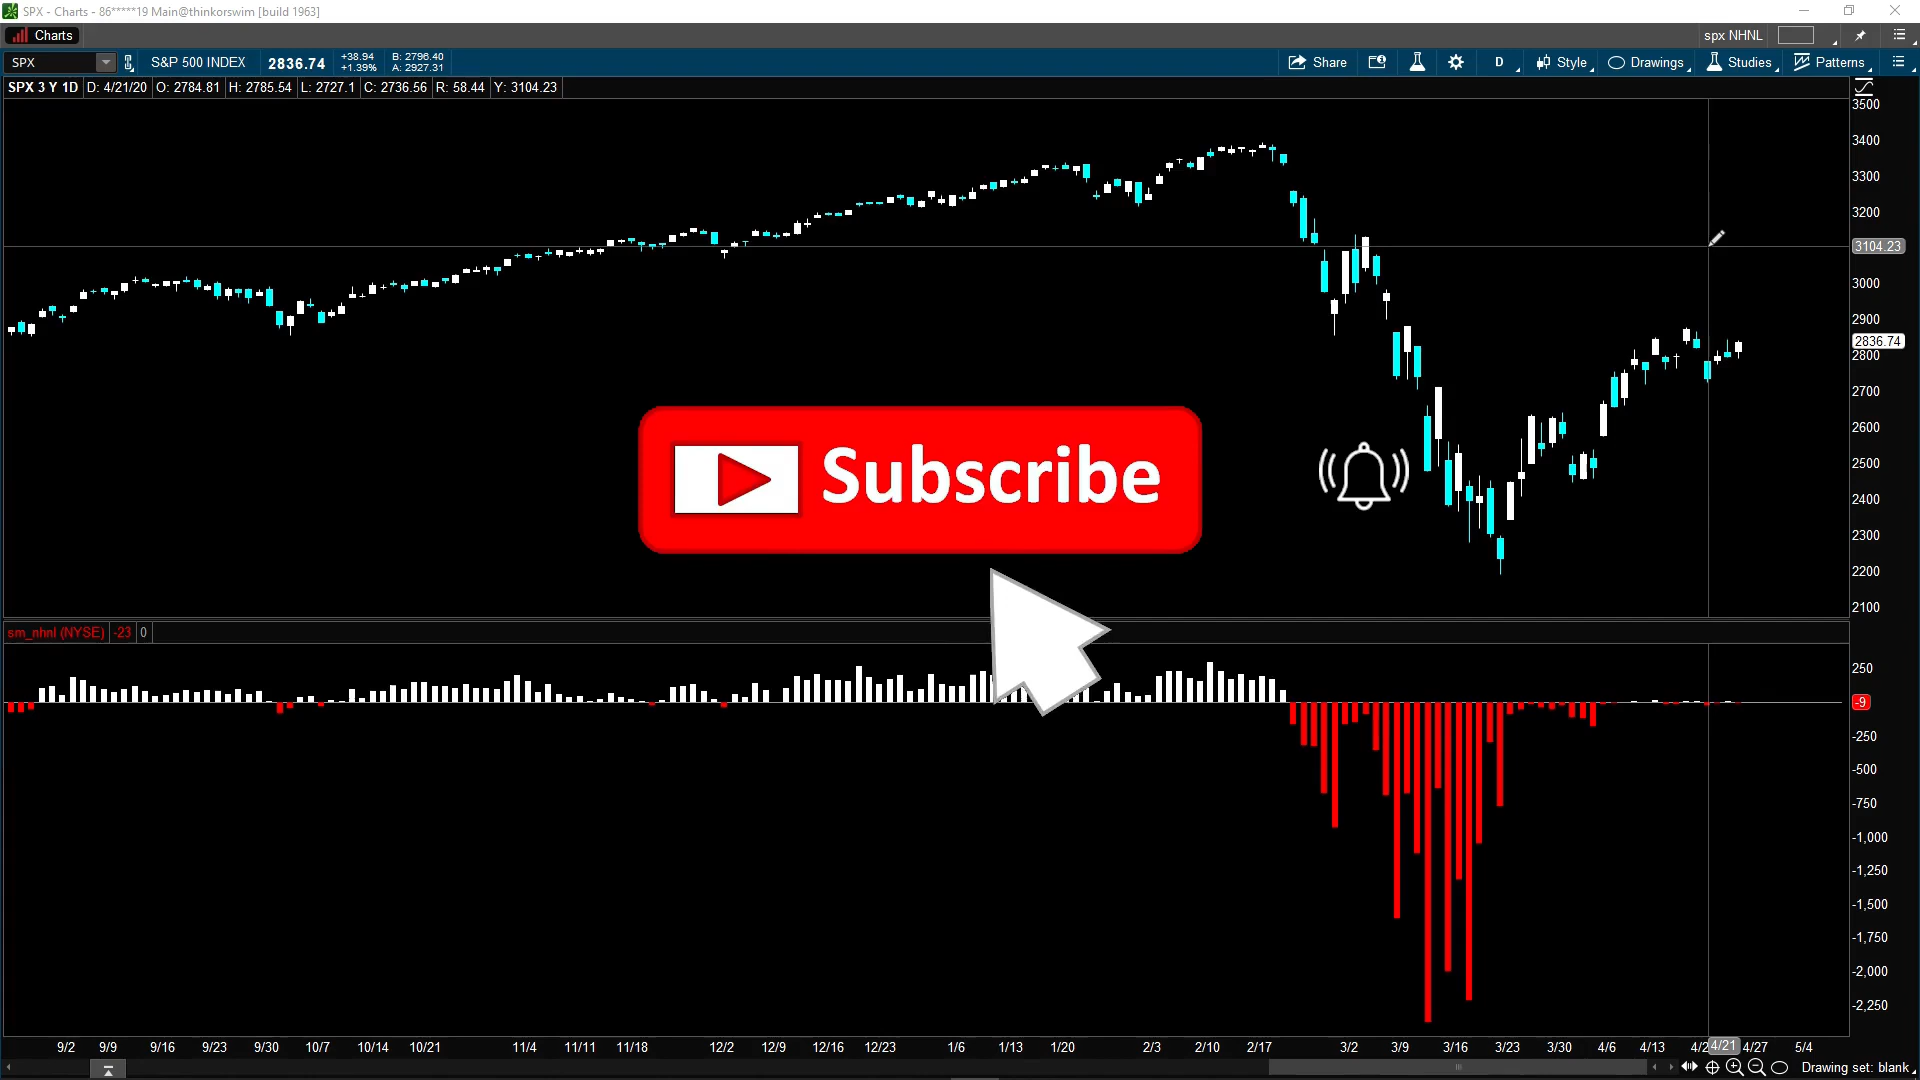 SPX - Charts - 86*****19 Main@thinkorswim [build 1963]
Charts
spx NHNL
SPX
S&P 500 INDEX
2836.74
+38.94
+1.39%
B: 2796.40
A: 2927.31
Share
D
Style
Drawings
Studies
Patterns
SPX 3 Y 1D
D: 4/21/20
O: 2784.81
H: 2785.54
L: 2727.1
C: 2736.56
R: 58.44
Y: 3104.23
3500
3400
3300
3200
3104.23
3000
2900
2836.74
2800
2700
2600
2500
2400
2300
2200
2100
Subscribe
sm_nhnl (NYSE)
-23
0
250
-9
-250
-500
-750
-1,000
-1,250
-1,500
-1,750
-2,000
-2,250
9/2
9/9
9/16
9/23
9/30
10/7
10/14
10/21
11/4
11/11
11/18
12/2
12/9
12/16
12/23
1/6
1/13
1/20
2/3
2/10
2/17
3/2
3/9
3/16
3/23
3/30
4/6
4/13
4/21
4/27
5/4
Drawing set: blank